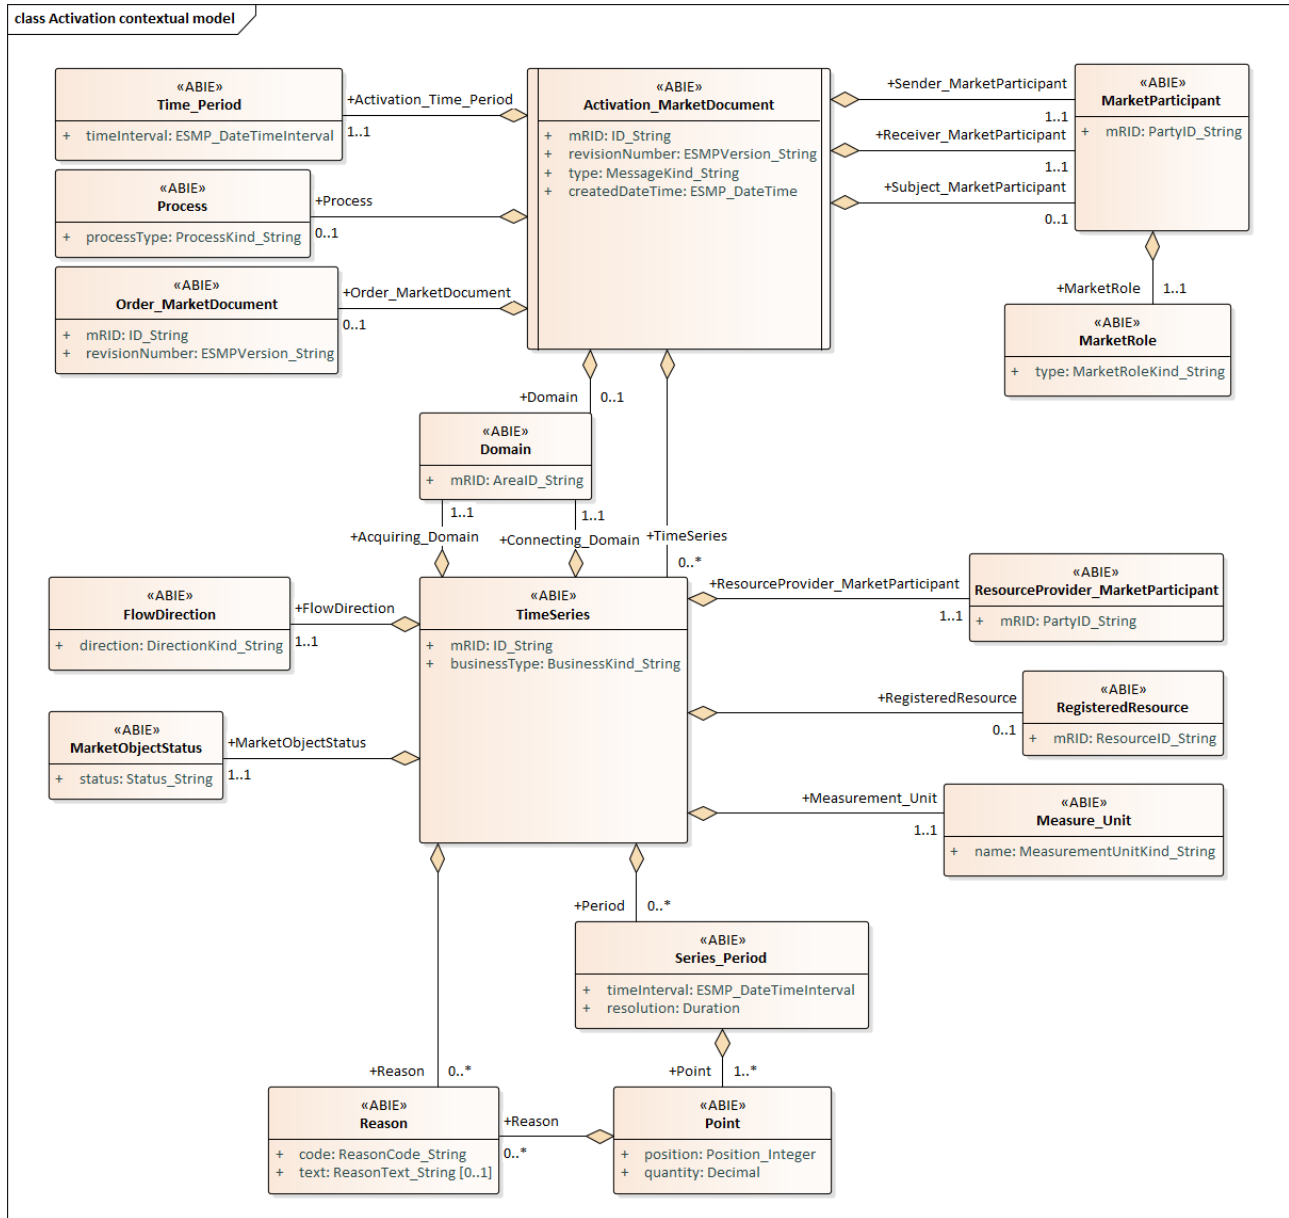 class Activation contextual model
«ABIE»
Time_Period
+ timeInterval: ESMP_DateTimeInterval
+Activation_Time_Period
1..1
«ABIE»
Activation_MarketDocument
+ mRID: ID_String
+ revisionNumber: ESMPVersion_String
+ type: MessageKind_String
+ createdDateTime: ESMP_DateTime
+Sender_MarketParticipant
1..1
+Receiver_MarketParticipant
1..1
+Subject_MarketParticipant
0..1
«ABIE»
MarketParticipant
+ mRID: PartyID_String
«ABIE»
Process
+ processType: ProcessKind_String
+Process
0..1
«ABIE»
Order_MarketDocument
+ mRID: ID_String
+ revisionNumber: ESMPVersion_String
+Order_MarketDocument
0..1
+MarketRole
1..1
«ABIE»
MarketRole
+ type: MarketRoleKind_String
+Domain
0..1
«ABIE»
Domain
+ mRID: AreaID_String
1..1
1..1
+Acquiring_Domain
+Connecting_Domain
+TimeSeries
0..*
«ABIE»
FlowDirection
+ direction: DirectionKind_String
+FlowDirection
1..1
«ABIE»
TimeSeries
+ mRID: ID_String
+ businessType: BusinessKind_String
+ResourceProvider_MarketParticipant
1..1
«ABIE»
ResourceProvider_MarketParticipant
+ mRID: PartyID_String
«ABIE»
MarketObjectStatus
+ status: Status_String
+MarketObjectStatus
1..1
+RegisteredResource
0..1
«ABIE»
RegisteredResource
+ mRID: ResourceID_String
+Measurement_Unit
1..1
«ABIE»
Measure_Unit
+ name: MeasurementUnitKind_String
+Period
0..*
«ABIE»
Series_Period
+ timeInterval: ESMP_DateTimeInterval
+ resolution: Duration
+Reason
0..*
+Point
1..*
«ABIE»
Reason
+ code: ReasonCode_String
+ text: ReasonText_String [0..1]
+Reason
0..*
«ABIE»
Point
+ position: Position_Integer
+ quantity: Decimal